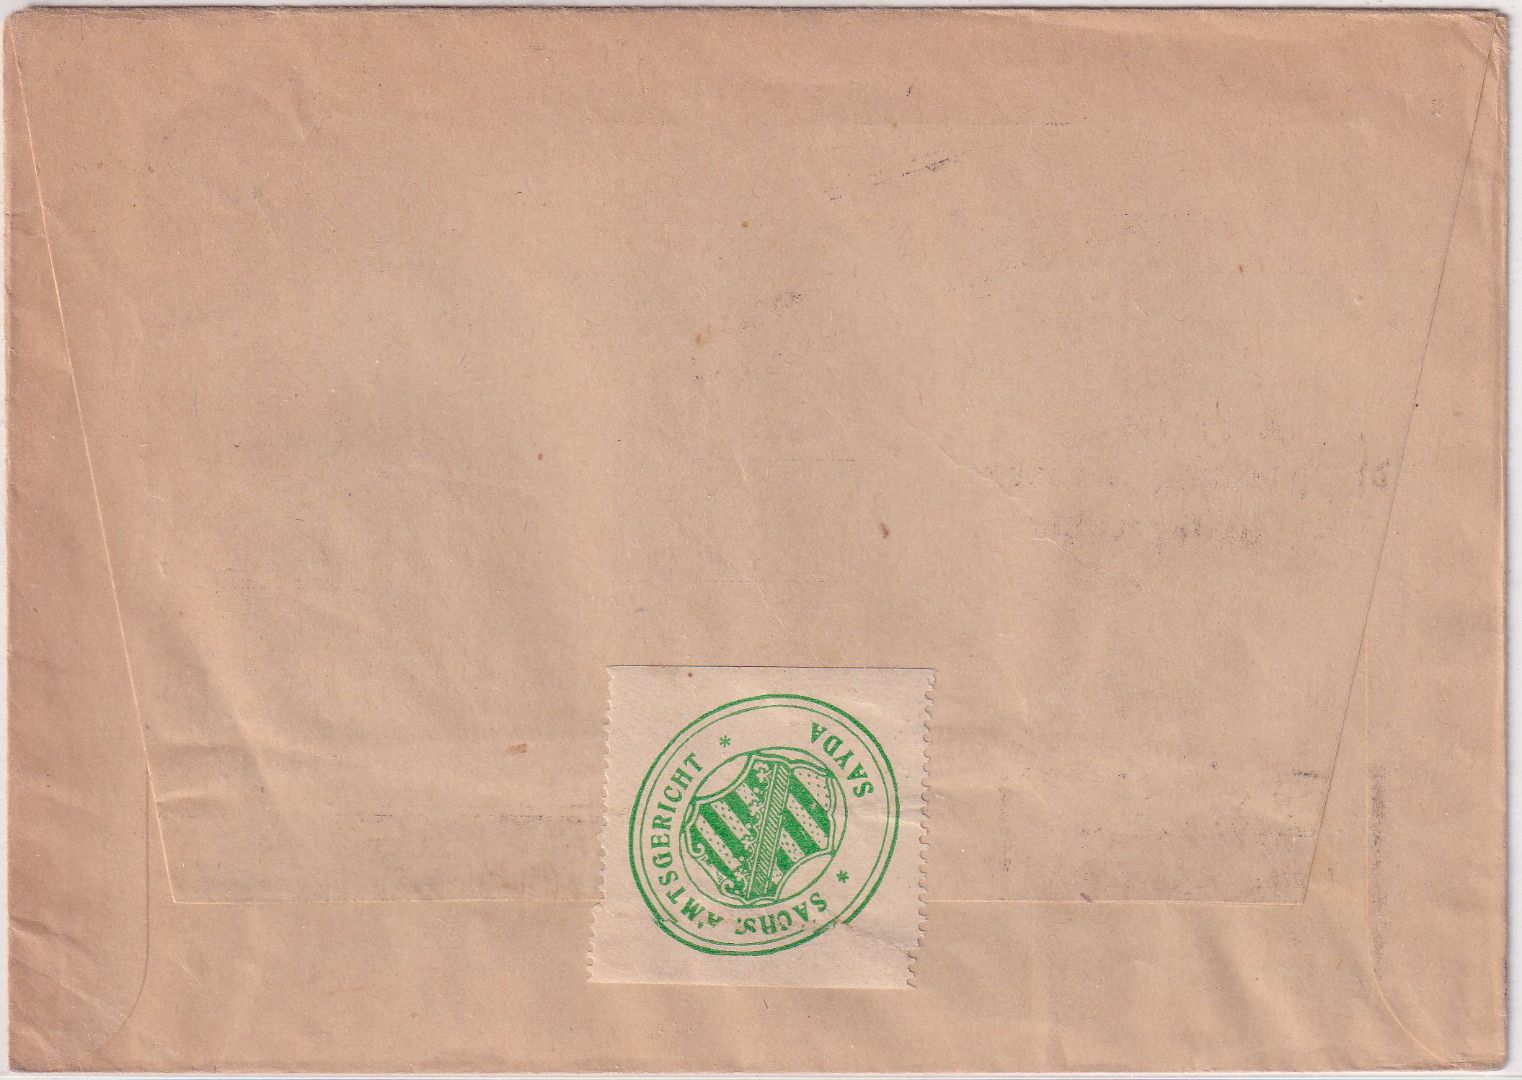 SÄCHS. AMTSGERICHT
* SAYDA *